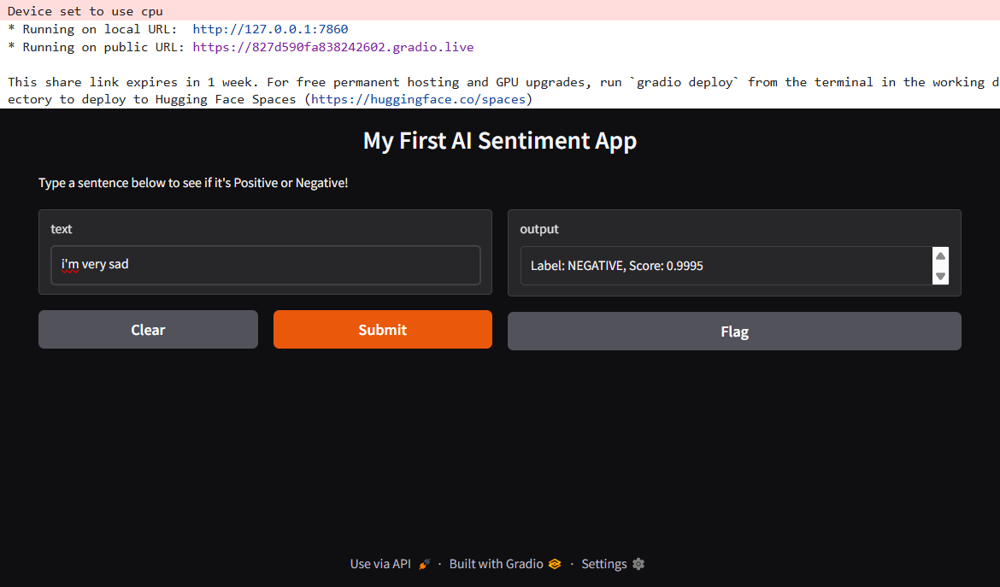 Device set to use cpu
* Running on local URL:  http://127.0.0.1:7860
* Running on public URL: https://827d590fa838242602.gradio.live
This share link expires in 1 week. For free permanent hosting and GPU upgrades, run `gradio deploy` from the terminal in the working d
ectory to deploy to Hugging Face Spaces (https://huggingface.co/spaces)
My First AI Sentiment App
Type a sentence below to see if it's Positive or Negative!
text
i'm very sad
output
Label: NEGATIVE, Score: 0.9995
Clear
Submit
Flag
Use via API · Built with Gradio · Settings